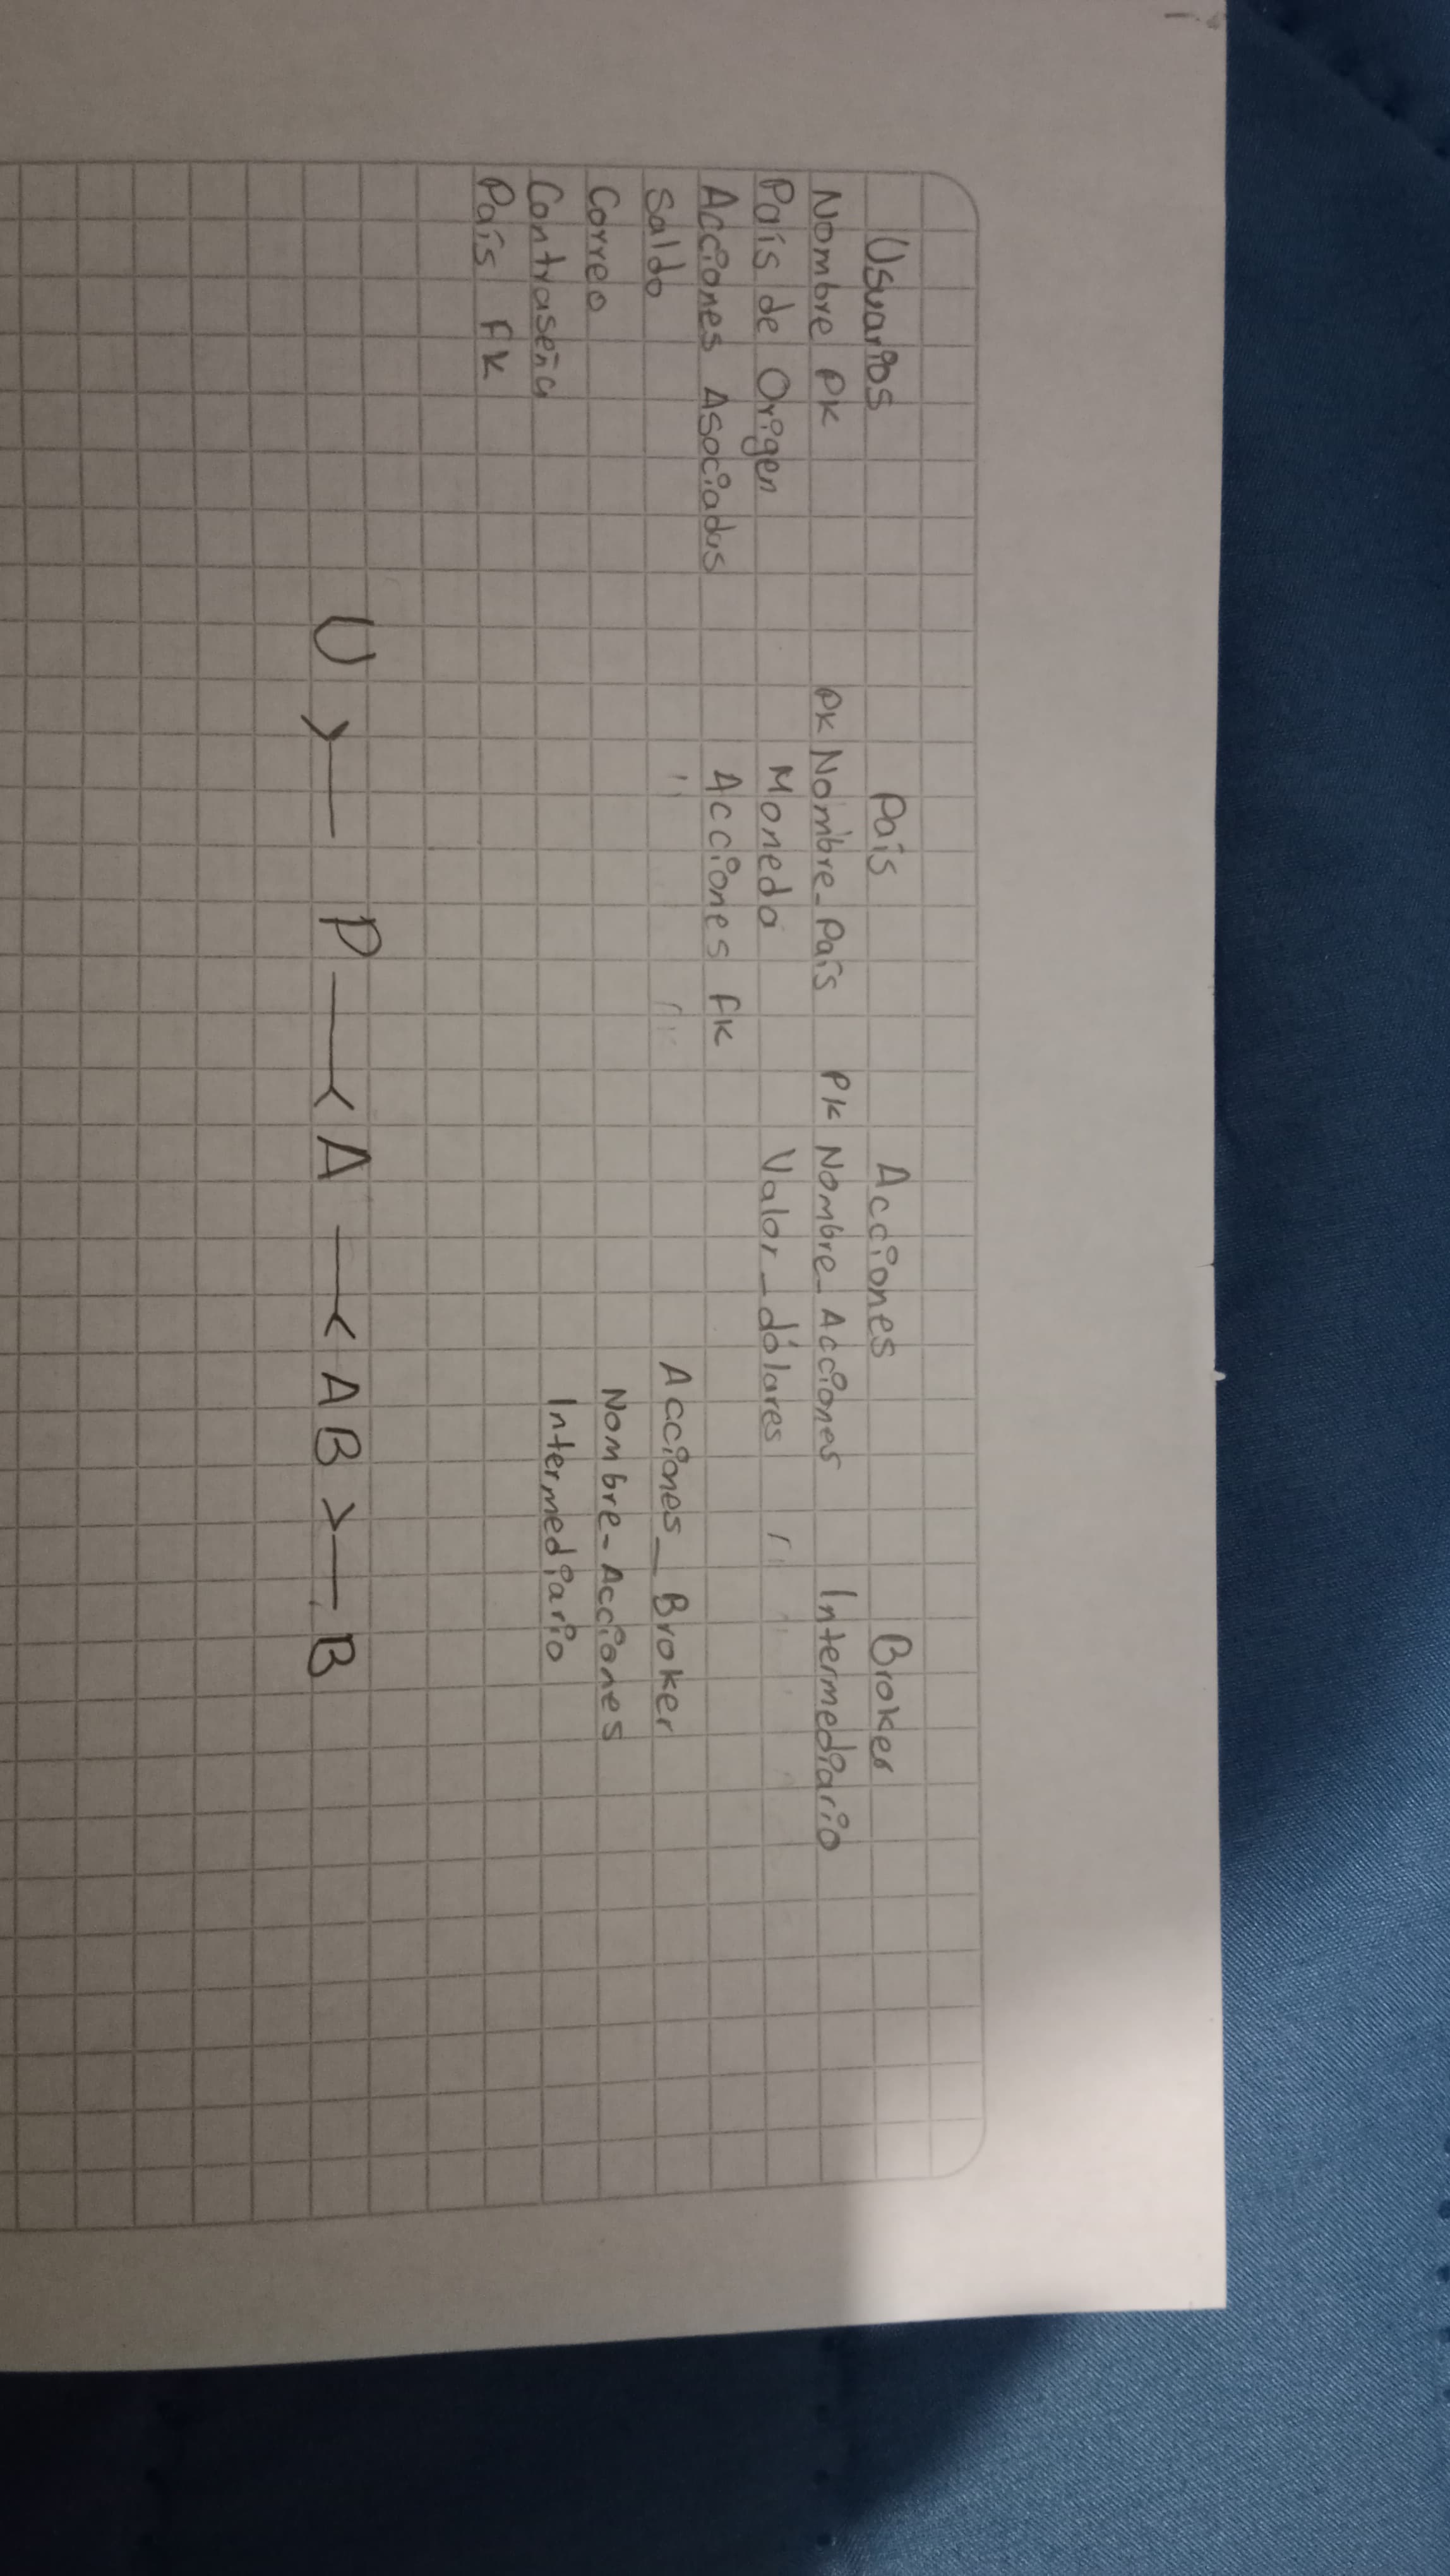 Usuarios
Nombre PK
País de Origen
Acciones Asociadas
Saldo
Correo
Contraseña
País FK
País
PK Nombre_País
Moneda
Acciones FK
Acciones
PK Nombre_Acciones
Valor_dólares
Broker
Intermediario
Acciones_Broker
Nombre-Acciones
Intermediario
U >— P —< A —< AB >— B